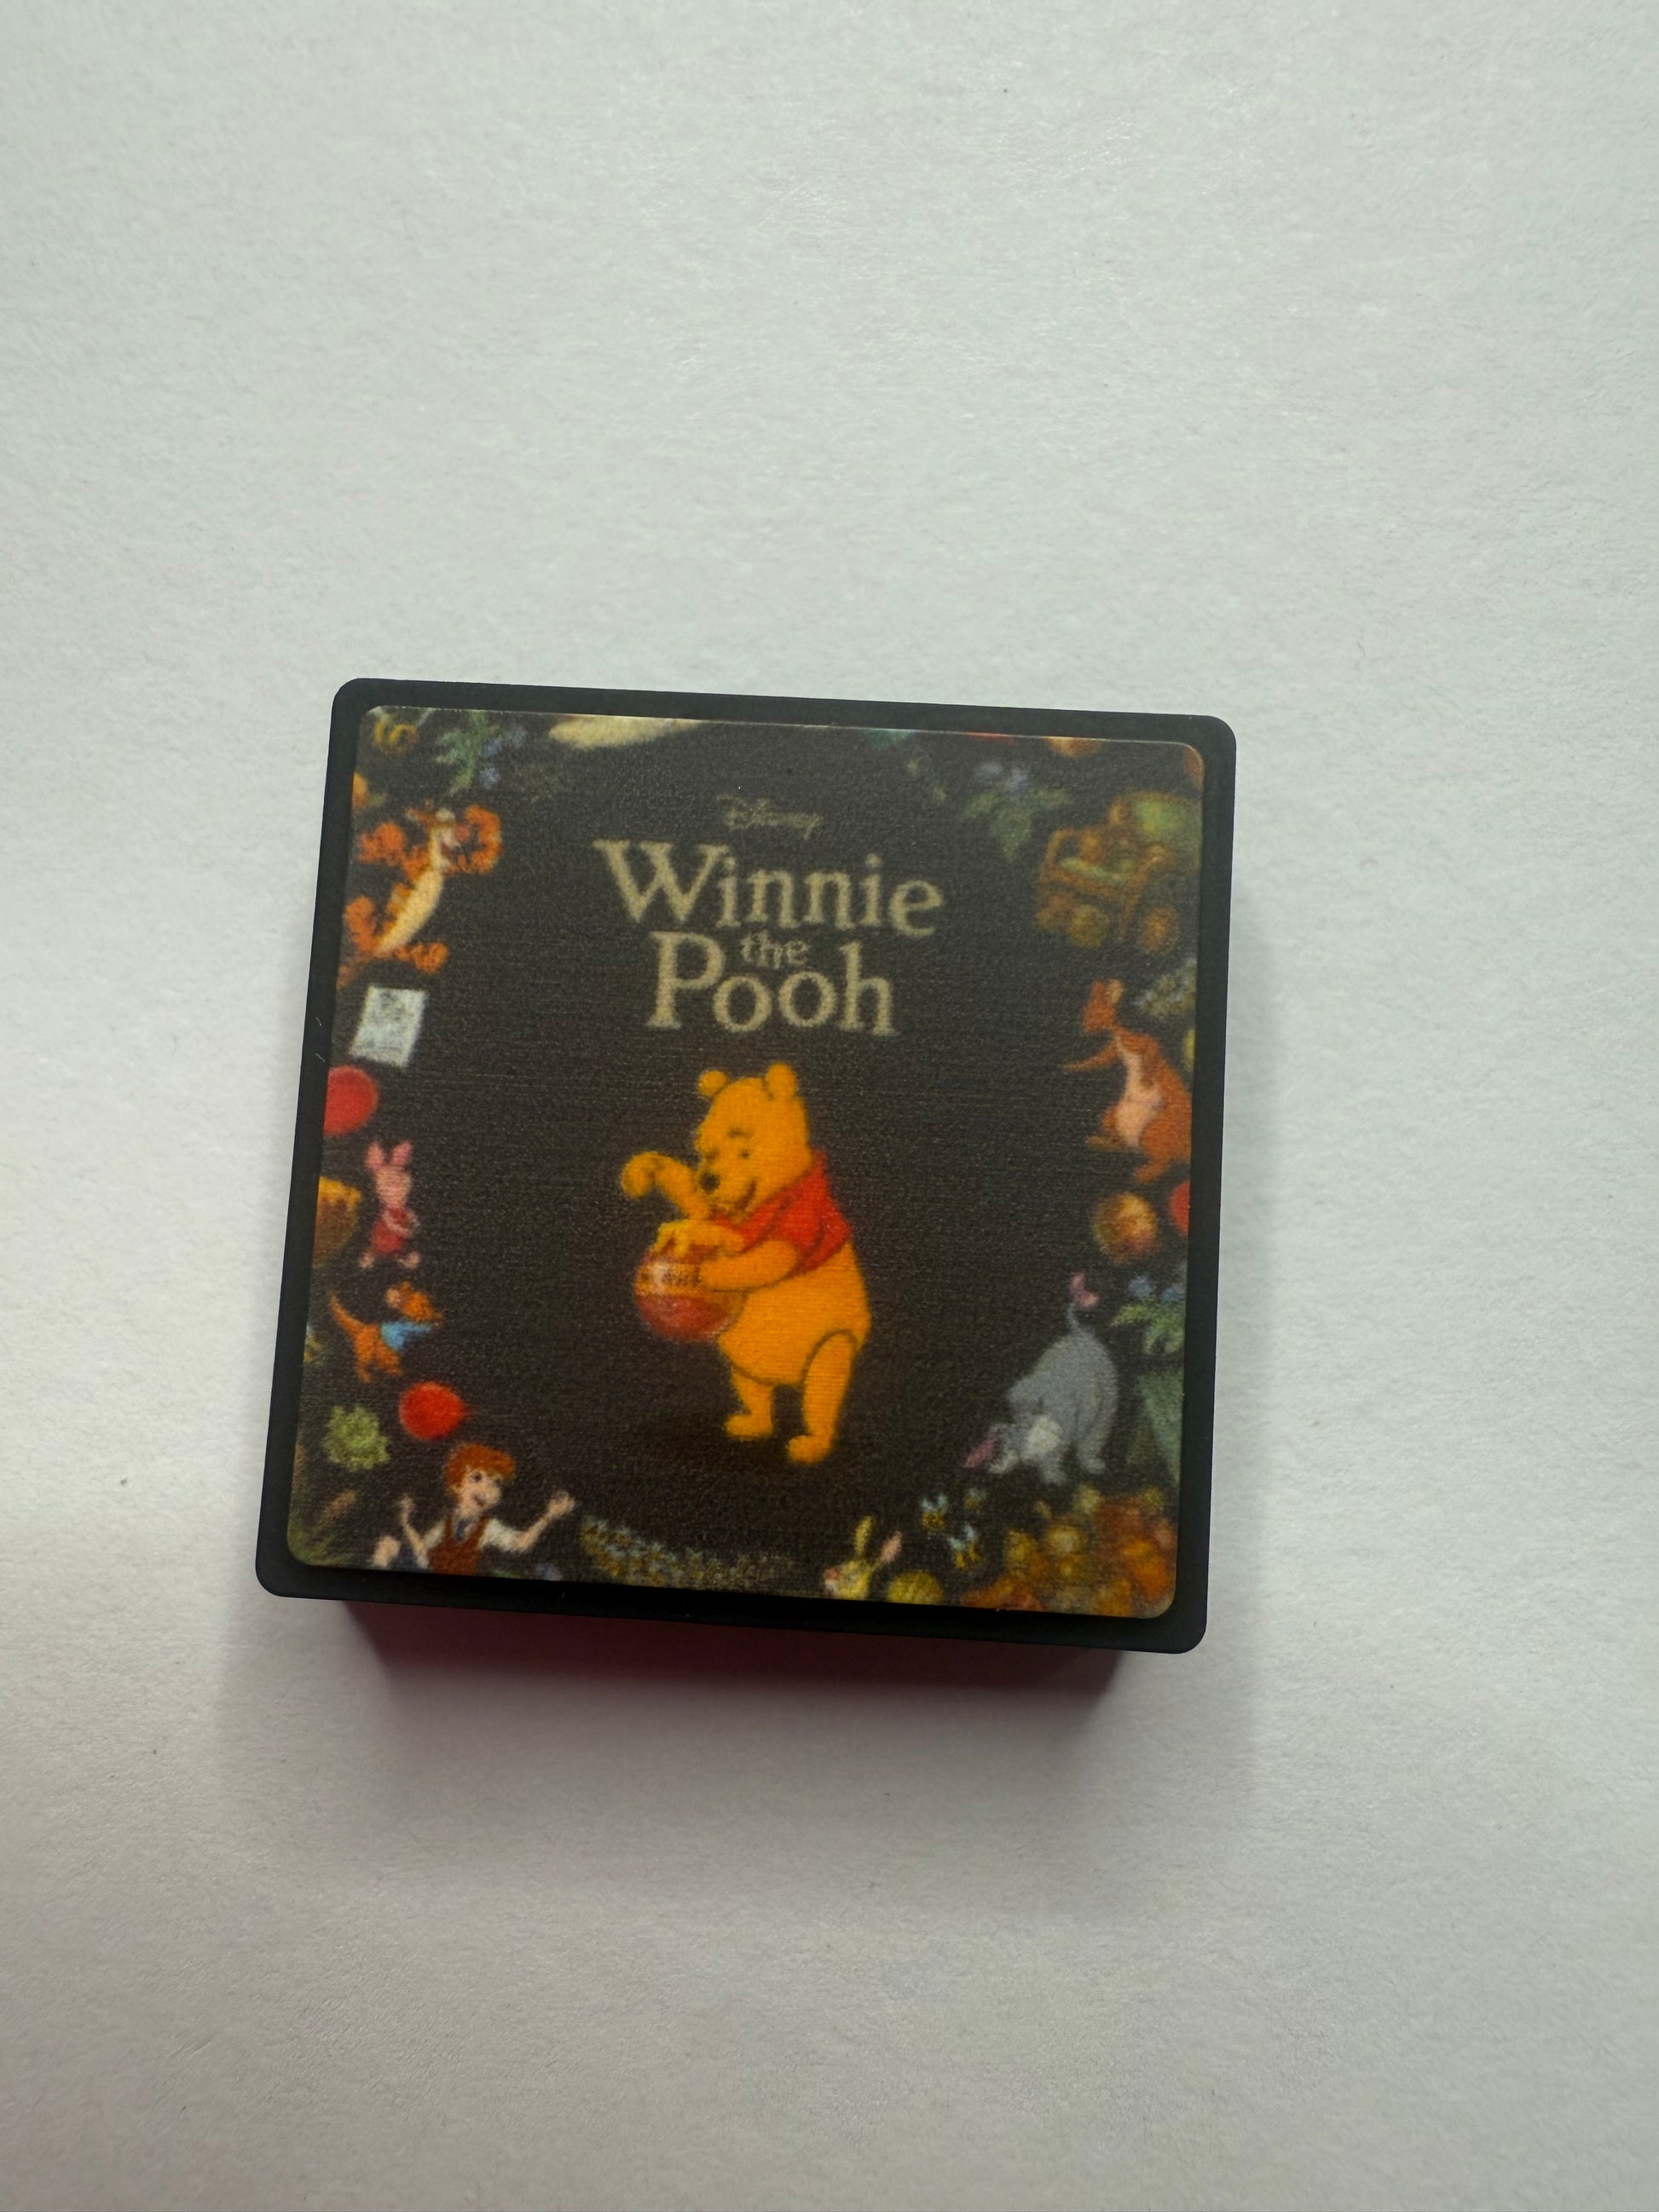 Disney
Winnie
the
Pooh